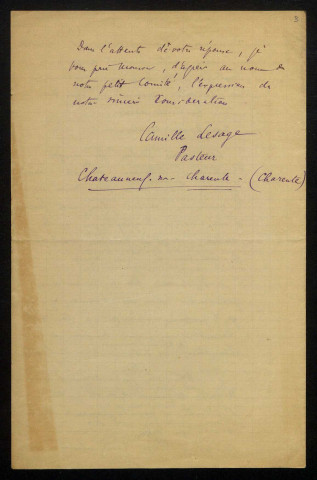 Dans l'attente de votre réponse, je
vous prie Monsieur, d'agréer au nom de
notre petit Comité, l'expression de
notre sincère Considération
Camille Lesage
Pasteur
Chateauneuf-sur-Charente - (Charente)